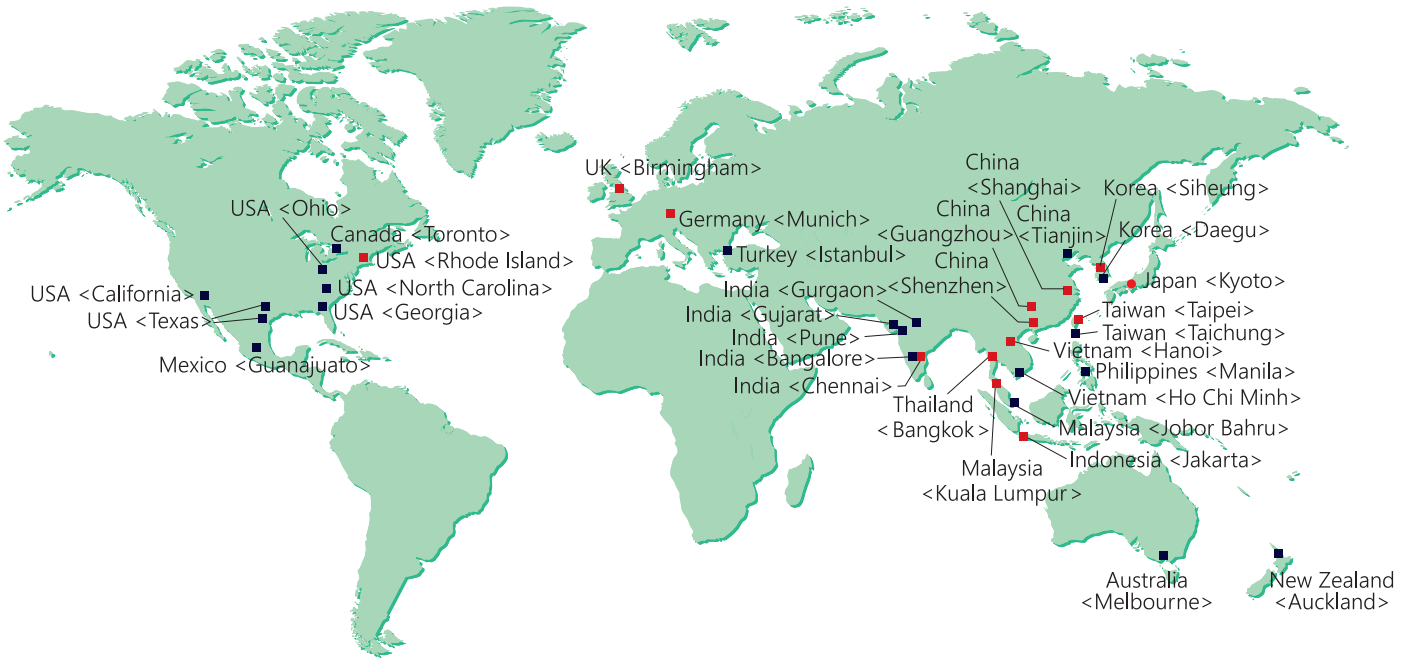 UK <Birmingham>
Germany <Munich>
Turkey <Istanbul>
USA <Ohio>
Canada <Toronto>
USA <Rhode Island>
USA <North Carolina>
USA <California>
USA <Texas>
USA <Georgia>
Mexico <Guanajuato>
India <Gurgaon>
India <Gujarat>
India <Pune>
India <Bangalore>
India <Chennai>
China
<Shanghai>
China
<Guangzhou>
China
<Tianjin>
China
<Shenzhen>
Korea <Siheung>
Korea <Daegu>
Japan <Kyoto>
Taiwan <Taipei>
Taiwan <Taichung>
Vietnam <Hanoi>
Philippines <Manila>
Vietnam <Ho Chi Minh>
Thailand
<Bangkok>
Malaysia <Johor Bahru>
Indonesia <Jakarta>
Malaysia
<Kuala Lumpur>
Australia
<Melbourne>
New Zealand
<Auckland>